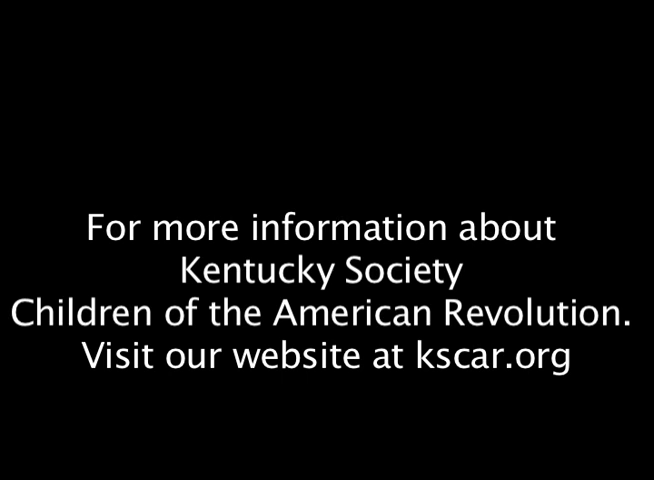 For more information about
Kentucky Society
Children of the American Revolution.
Visit our website at kscar.org